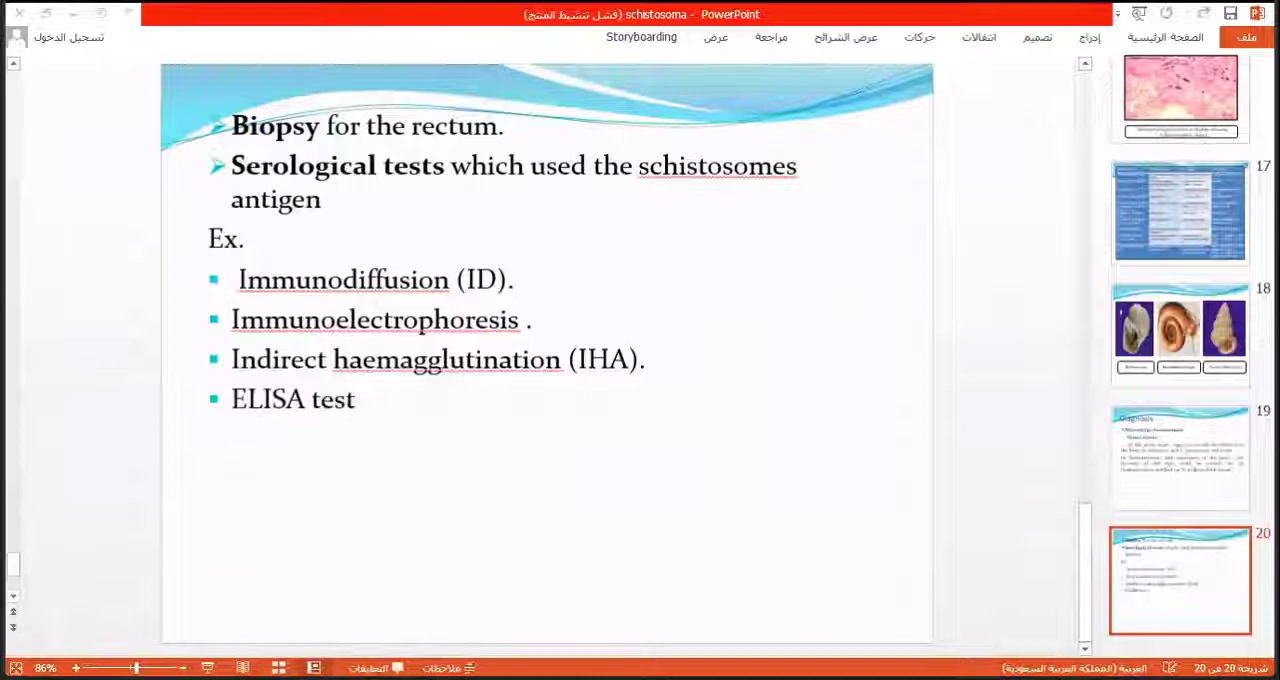 schistosoma - PowerPoint (فشل تنشيط المنتج)
ملف
الصفحة الرئيسية
إدراج
تصميم
انتقالات
حركات
عرض الشرائح
مراجعة
عرض
Storyboarding
تسجيل الدخول
Biopsy for the rectum.
Serological tests which used the schistosomes
antigen
Ex.
Immunodiffusion (ID).
Immunoelectrophoresis .
Indirect haemagglutination (IHA).
ELISA test
17
18
19
Diagnosis
20
شريحة 20 من 20
العربية (المملكة العربية السعودية)
ملاحظات
التعليقات
86%